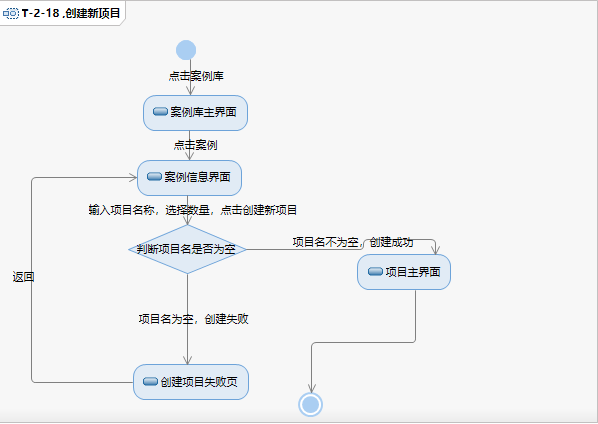 T-2-18 ,创建新项目
点击案例库
案例库主界面
点击案例
案例信息界面
输入项目名称，选择数量，点击创建新项目
判断项目名是否为空
项目名不为空，创建成功
项目主界面
返回
项目名为空，创建失败
创建项目失败页